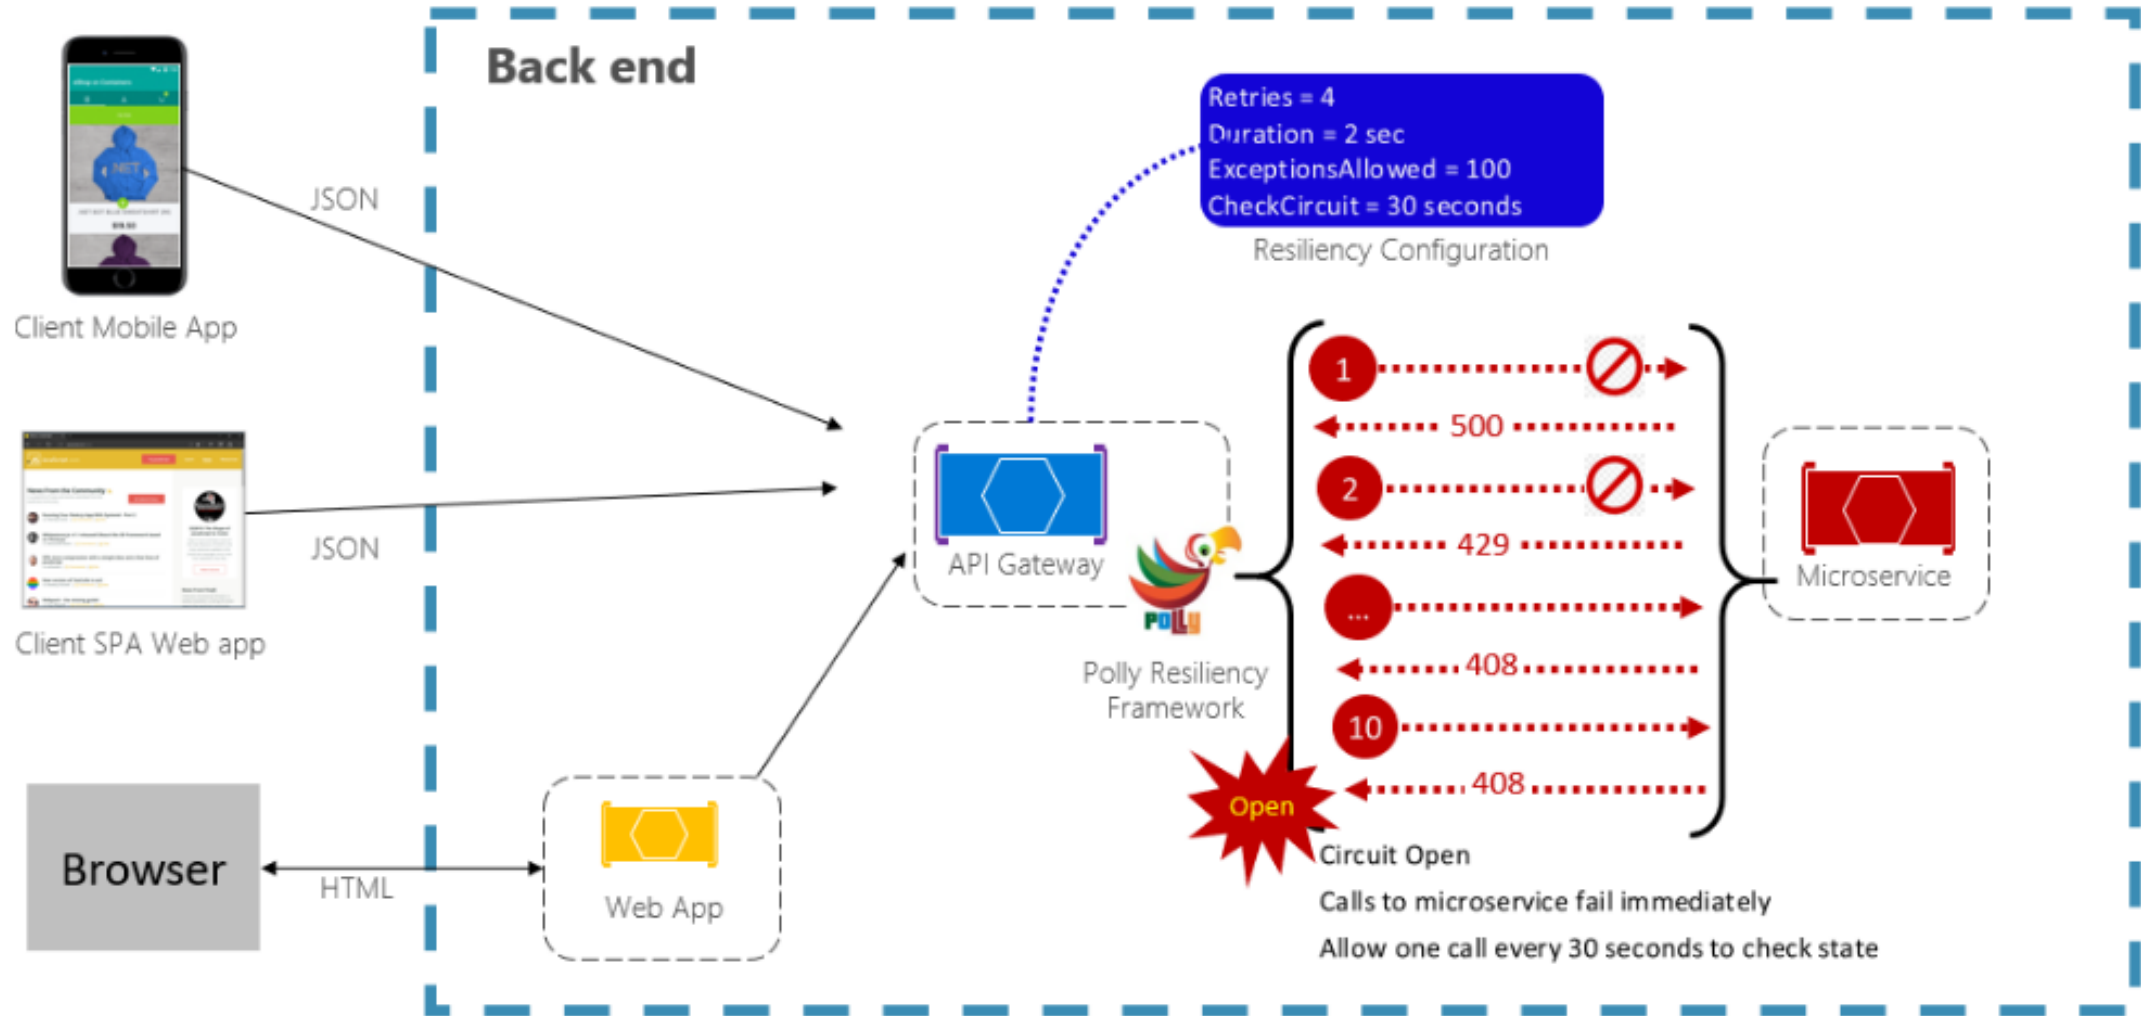 Back end
Retries = 4
Duration = 2 sec
ExceptionsAllowed = 100
CheckCircuit = 30 seconds
Resiliency Configuration
JSON
Client Mobile App
JSON
Client SPA Web app
Browser
HTML
Web App
API Gateway
POLLY
Polly Resiliency
Framework
1
500
2
429
...
408
10
408
Microservice
Open
Circuit Open
Calls to microservice fail immediately
Allow one call every 30 seconds to check state